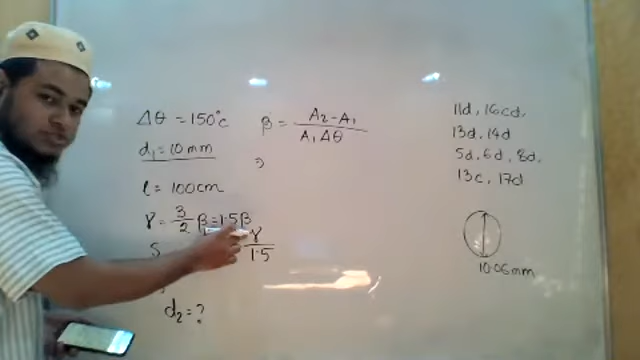 Δθ = 150°c
d₁ = 10 mm
l = 100cm
γ = 3/2 β = 1.5β
γ/1.5
d₂ = ?
β = (A₂ - A₁)/(A₁ Δθ)
⇒
11d, 16cd,
13d, 14d
5d, 6d, 8d,
13c, 17d
10.06mm